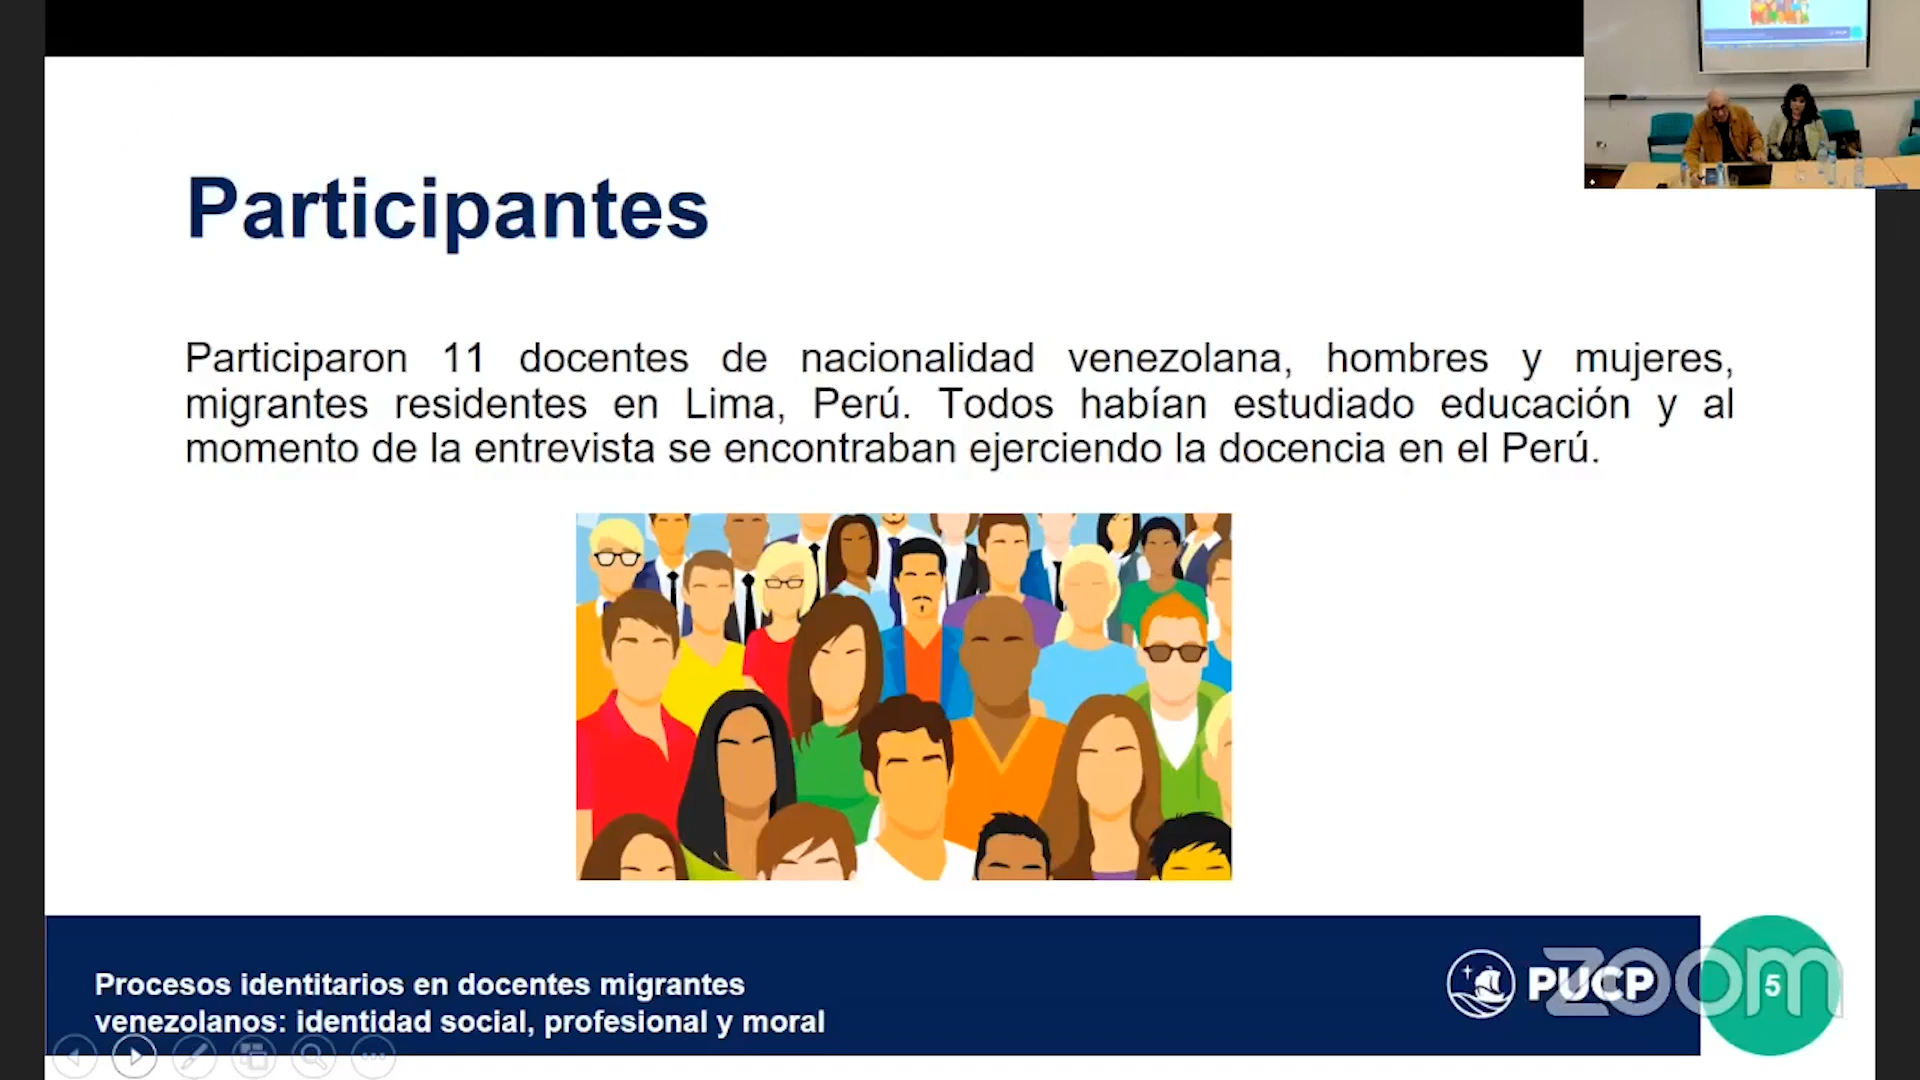 Participantes
Participaron 11 docentes de nacionalidad venezolana, hombres y mujeres,
migrantes residentes en Lima, Perú. Todos habían estudiado educación y al
momento de la entrevista se encontraban ejerciendo la docencia en el Perú.
Procesos identitarios en docentes migrantes
venezolanos: identidad social, profesional y moral
PUCP
zoom
5